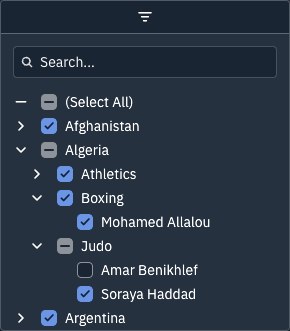 Search...
(Select All)
Afghanistan
Algeria
Athletics
Boxing
Mohamed Allalou
Judo
Amar Benikhlef
Soraya Haddad
Argentina